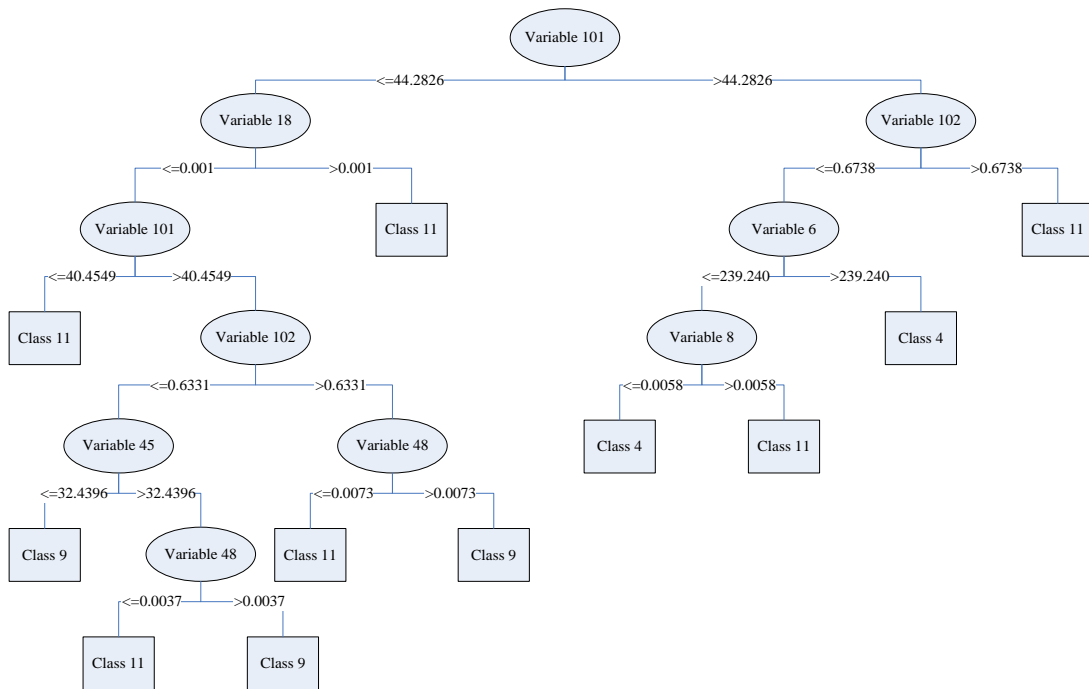 Variable 101
<=44.2826
>44.2826
Variable 18
Variable 102
<=0.001
>0.001
<=0.6738
>0.6738
Variable 101
Class 11
Variable 6
Class 11
<=40.4549
>40.4549
<=239.240
>239.240
Class 11
Variable 102
Variable 8
Class 4
<=0.6331
>0.6331
<=0.0058
>0.0058
Variable 45
Variable 48
Class 4
Class 11
<=32.4396
>32.4396
<=0.0073
>0.0073
Class 9
Variable 48
Class 11
Class 9
<=0.0037
>0.0037
Class 11
Class 9